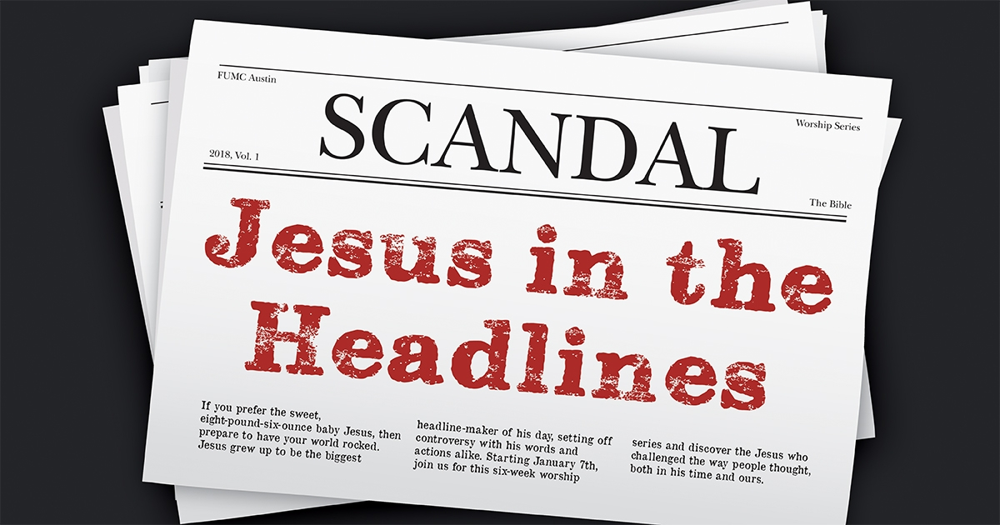 FUMC Austin
SCANDAL
Worship Series
2018, Vol. 1
The Bible
Jesus in the
Headlines
If you prefer the sweet,
eight-pound-six-ounce baby Jesus, then
prepare to have your world rocked.
Jesus grew up to be the biggest
headline-maker of his day, setting off
controversy with his words and
actions alike. Starting January 7th,
join us for this six-week worship
series and discover the Jesus who
challenged the way people thought,
both in his time and ours.